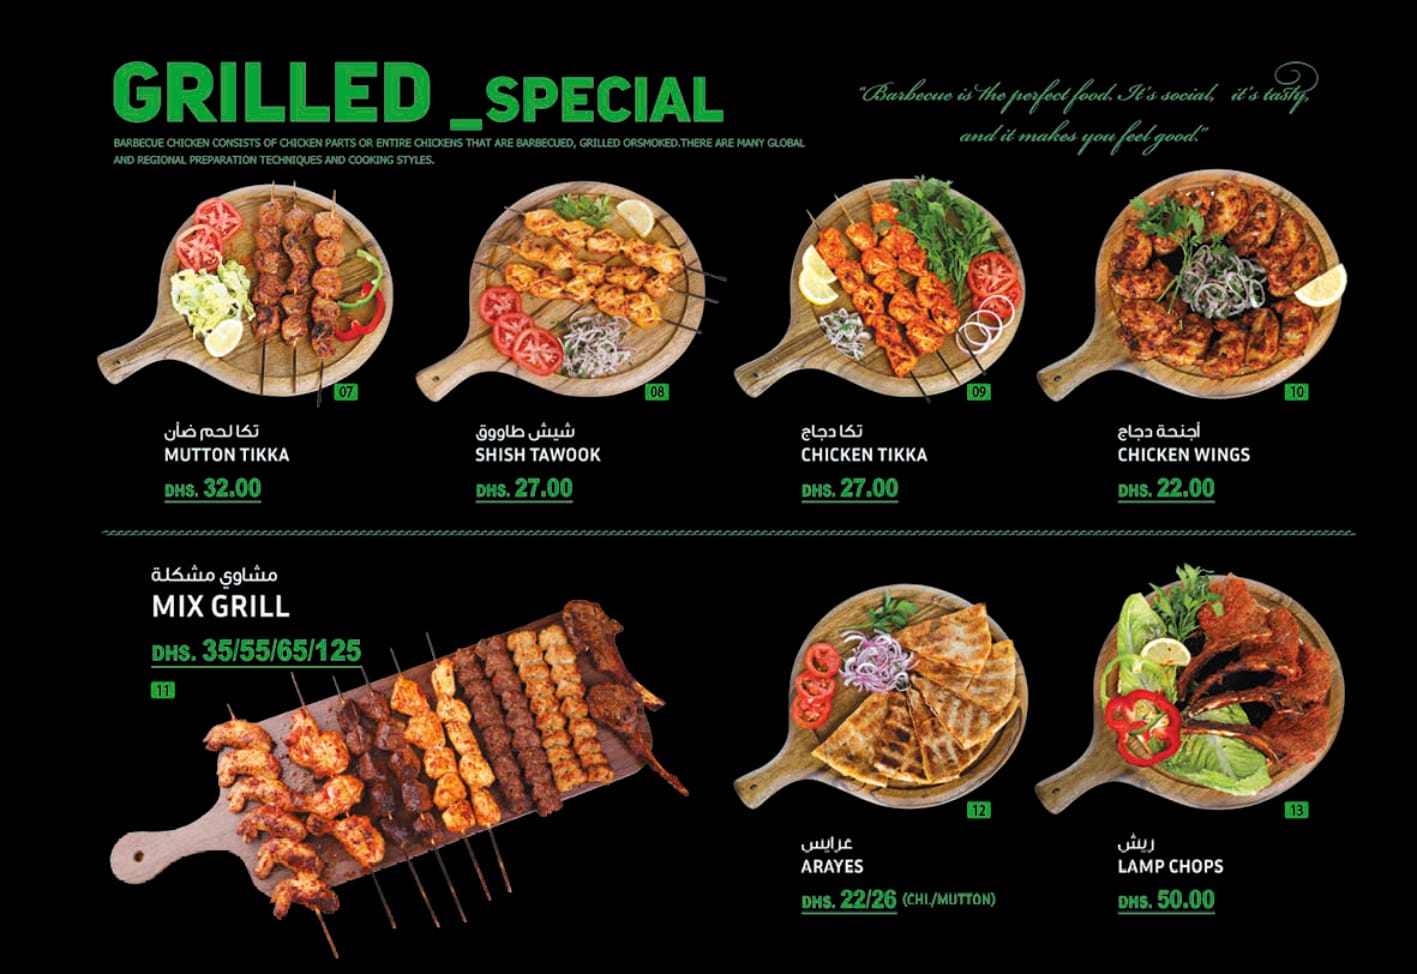 GRILLED _SPECIAL
BARBECUE CHICKEN CONSISTS OF CHICKEN PARTS OR ENTIRE CHICKENS THAT ARE BARBECUED, GRILLED ORSMOKED.THERE ARE MANY GLOBAL
AND REGIONAL PREPARATION TECHNIQUES AND COOKING STYLES.
“Barbecue is the perfect food. It's social, it's tasty,
and it makes you feel good.”
07
تكا لحم ضأن
MUTTON TIKKA
DHS. 32.00
08
شيش طاووق
SHISH TAWOOK
DHS. 27.00
09
تكا دجاج
CHICKEN TIKKA
DHS. 27.00
10
أجنحة دجاج
CHICKEN WINGS
DHS. 22.00
مشاوي مشكلة
MIX GRILL
DHS. 35/55/65/125
11
12
عرايس
ARAYES
DHS. 22/26 (CHI./MUTTON)
13
ريش
LAMP CHOPS
DHS. 50.00